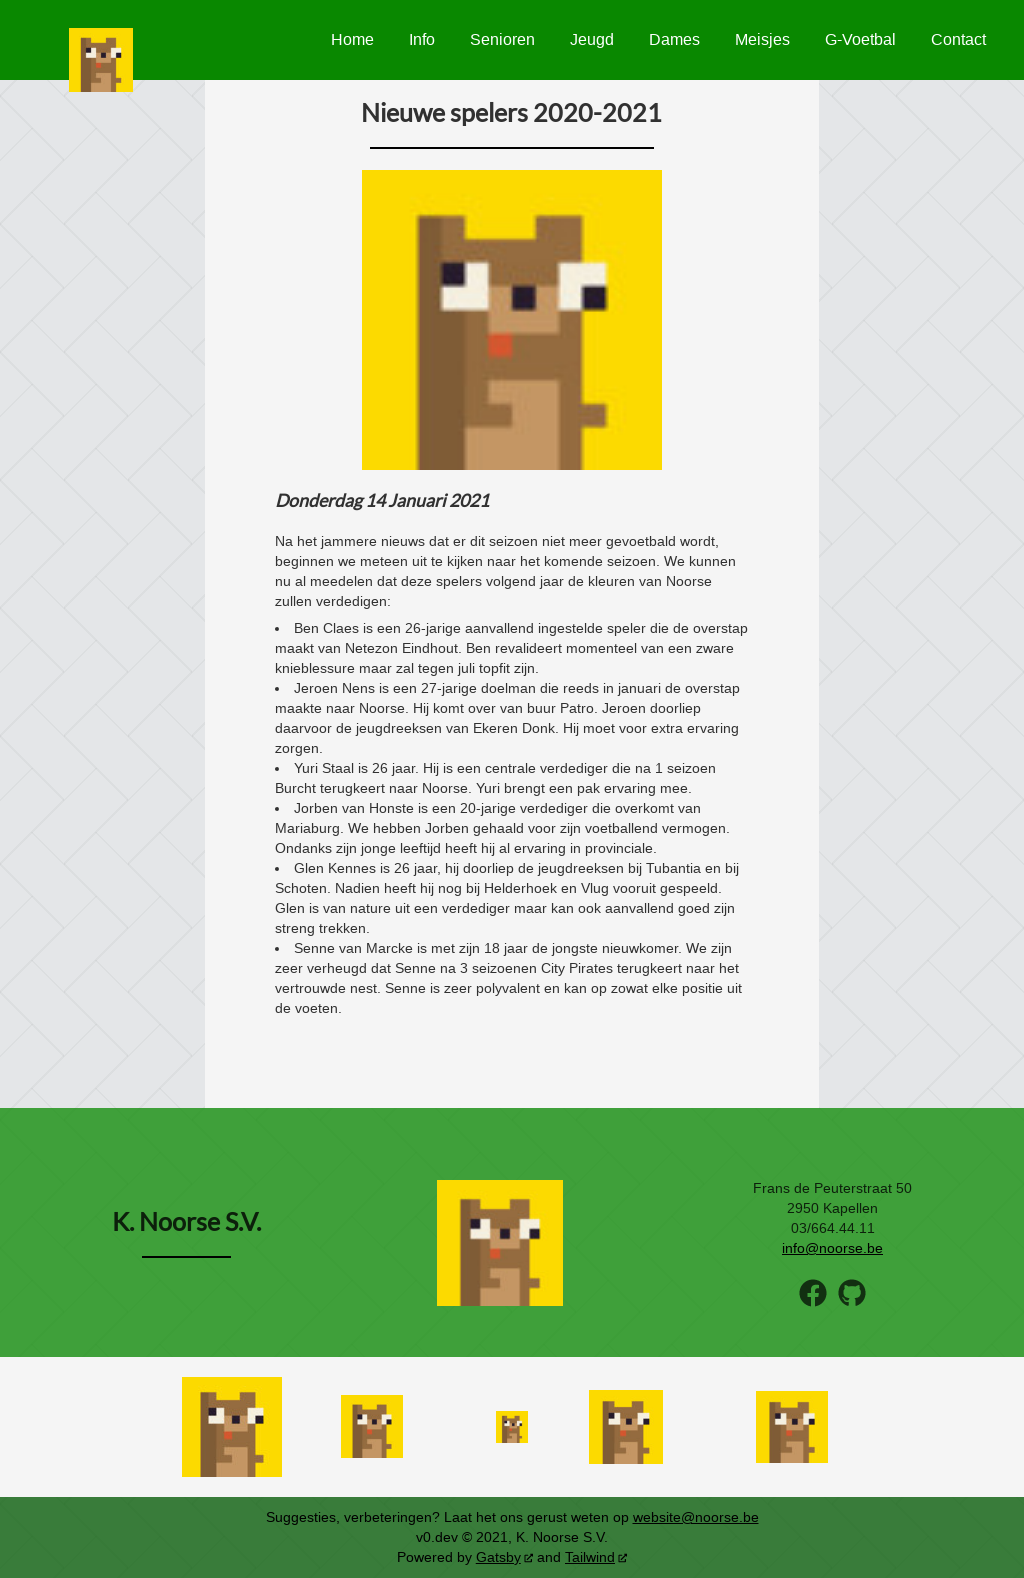 Home Info Senioren Jeugd Dames Meisjes G-Voetbal Contact
Nieuwe spelers 2020-2021
Donderdag 14 Januari 2021
Na het jammere nieuws dat er dit seizoen niet meer gevoetbald wordt,
beginnen we meteen uit te kijken naar het komende seizoen. We kunnen
nu al meedelen dat deze spelers volgend jaar de kleuren van Noorse
zullen verdedigen:
• Ben Claes is een 26-jarige aanvallend ingestelde speler die de overstap
maakt van Netezon Eindhout. Ben revalideert momenteel van een zware
knieblessure maar zal tegen juli topfit zijn.
• Jeroen Nens is een 27-jarige doelman die reeds in januari de overstap
maakte naar Noorse. Hij komt over van buur Patro. Jeroen doorliep
daarvoor de jeugdreeksen van Ekeren Donk. Hij moet voor extra ervaring
zorgen.
• Yuri Staal is 26 jaar. Hij is een centrale verdediger die na 1 seizoen
Burcht terugkeert naar Noorse. Yuri brengt een pak ervaring mee.
• Jorben van Honste is een 20-jarige verdediger die overkomt van
Mariaburg. We hebben Jorben gehaald voor zijn voetballend vermogen.
Ondanks zijn jonge leeftijd heeft hij al ervaring in provinciale.
• Glen Kennes is 26 jaar, hij doorliep de jeugdreeksen bij Tubantia en bij
Schoten. Nadien heeft hij nog bij Helderhoek en Vlug vooruit gespeeld.
Glen is van nature uit een verdediger maar kan ook aanvallend goed zijn
streng trekken.
• Senne van Marcke is met zijn 18 jaar de jongste nieuwkomer. We zijn
zeer verheugd dat Senne na 3 seizoenen City Pirates terugkeert naar het
vertrouwde nest. Senne is zeer polyvalent en kan op zowat elke positie uit
de voeten.
K. Noorse S.V.
Frans de Peuterstraat 50
2950 Kapellen
03/664.44.11
info@noorse.be
Suggesties, verbeteringen? Laat het ons gerust weten op website@noorse.be
v0.dev © 2021, K. Noorse S.V.
Powered by Gatsby and Tailwind